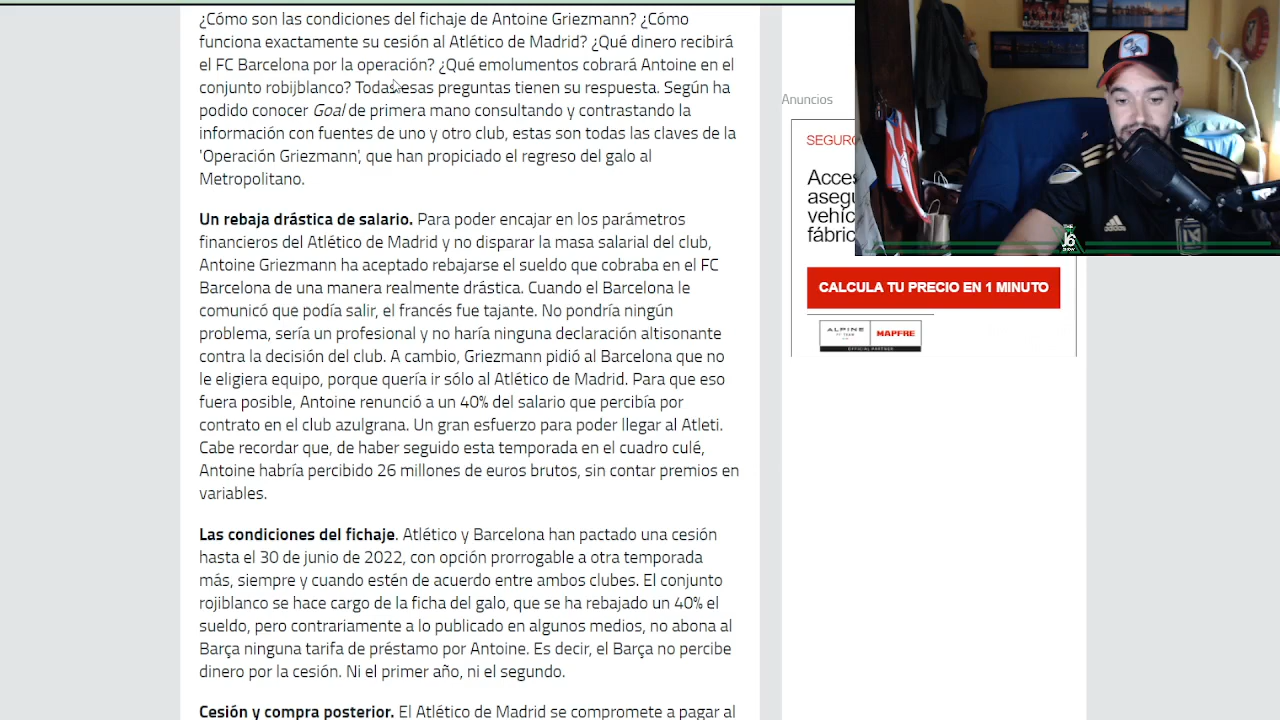 ¿Cómo son las condiciones del fichaje de Antoine Griezmann? ¿Cómo
funciona exactamente su cesión al Atlético de Madrid? ¿Qué dinero recibirá
el FC Barcelona por la operación? ¿Qué emolumentos cobrará Antoine en el
conjunto robijblanco? Todas esas preguntas tienen su respuesta. Según ha
podido conocer Goal de primera mano consultando y contrastando la
información con fuentes de uno y otro club, estas son todas las claves de la
'Operación Griezmann', que han propiciado el regreso del galo al
Metropolitano.
Un rebaja drástica de salario. Para poder encajar en los parámetros
financieros del Atlético de Madrid y no disparar la masa salarial del club,
Antoine Griezmann ha aceptado rebajarse el sueldo que cobraba en el FC
Barcelona de una manera realmente drástica. Cuando el Barcelona le
comunicó que podía salir, el francés fue tajante. No pondría ningún
problema, sería un profesional y no haría ninguna declaración altisonante
contra la decisión del club. A cambio, Griezmann pidió al Barcelona que no
le eligiera equipo, porque quería ir sólo al Atlético de Madrid. Para que eso
fuera posible, Antoine renunció a un 40% del salario que percibía por
contrato en el club azulgrana. Un gran esfuerzo para poder llegar al Atleti.
Cabe recordar que, de haber seguido esta temporada en el cuadro culé,
Antoine habría percibido 26 millones de euros brutos, sin contar premios en
variables.
Las condiciones del fichaje. Atlético y Barcelona han pactado una cesión
hasta el 30 de junio de 2022, con opción prorrogable a otra temporada
más, siempre y cuando estén de acuerdo entre ambos clubes. El conjunto
rojiblanco se hace cargo de la ficha del galo, que se ha rebajado un 40% el
sueldo, pero contrariamente a lo publicado en algunos medios, no abona al
Barça ninguna tarifa de préstamo por Antoine. Es decir, el Barça no percibe
dinero por la cesión. Ni el primer año, ni el segundo.
Cesión y compra posterior. El Atlético de Madrid se compromete a pagar al
Anuncios
SEGURO
Acces
asegu
vehíc
fábric
CALCULA TU PRECIO EN 1 MINUTO
ALPINE
MAPFRE
OFFICIAL PARTNER
THE
J6